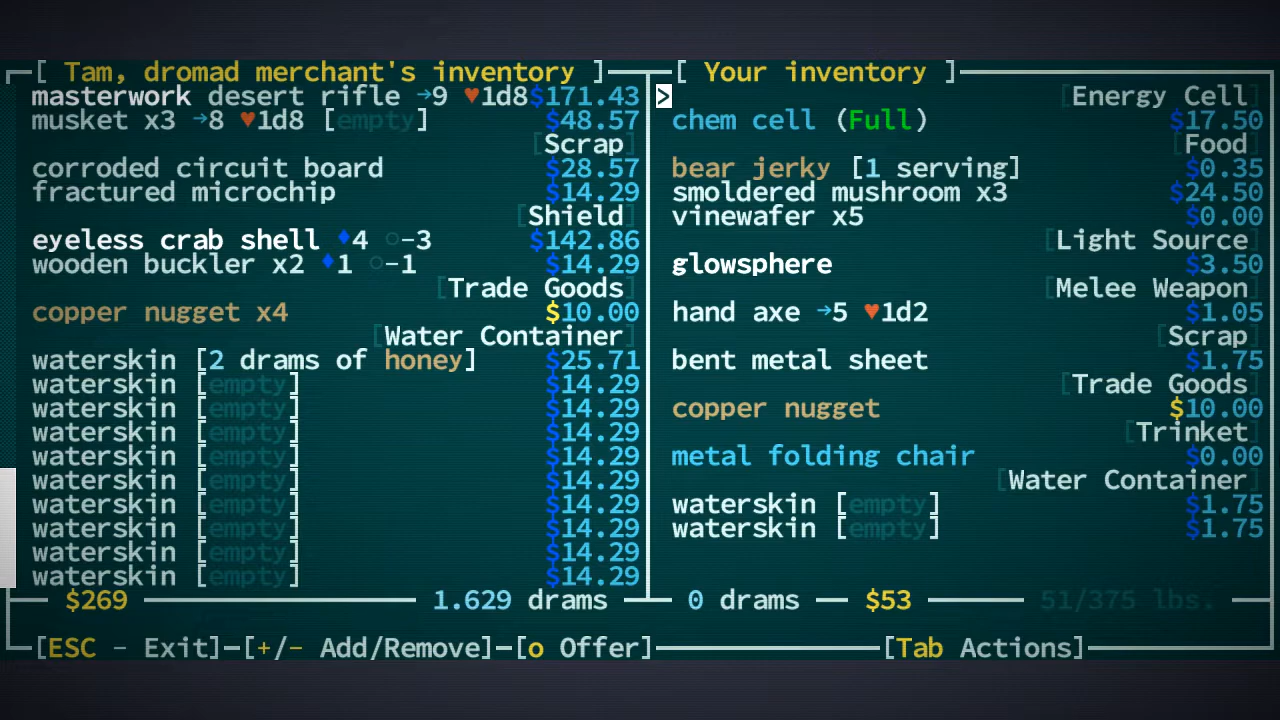 [ Tam, dromad merchant's inventory ]
masterwork desert rifle →9 ♥1d8 $171.43
musket x3 →8 ♥1d8 [empty] $48.57
[Scrap]
corroded circuit board $28.57
fractured microchip $14.29
[Shield]
eyeless crab shell ♦4 ○-3 $142.86
wooden buckler x2 ♦1 ○-1 $14.29
[Trade Goods]
copper nugget x4 $10.00
[Water Container]
waterskin [2 drams of honey] $25.71
waterskin [empty] $14.29
waterskin [empty] $14.29
waterskin [empty] $14.29
waterskin [empty] $14.29
waterskin [empty] $14.29
waterskin [empty] $14.29
waterskin [empty] $14.29
waterskin [empty] $14.29
waterskin [empty] $14.29
[ Your inventory ]
> [Energy Cell]
chem cell (Full) $17.50
[Food]
bear jerky [1 serving] $0.35
smoldered mushroom x3 $24.50
vinewafer x5 $0.00
[Light Source]
glowsphere $3.50
[Melee Weapon]
hand axe →5 ♥1d2 $1.05
[Scrap]
bent metal sheet $1.75
[Trade Goods]
copper nugget $10.00
[Trinket]
metal folding chair $0.00
[Water Container]
waterskin [empty] $1.75
waterskin [empty] $1.75
$269 1.629 drams 0 drams $53 51/375 lbs.
[ESC - Exit] [+/- Add/Remove] [o Offer] [Tab Actions]